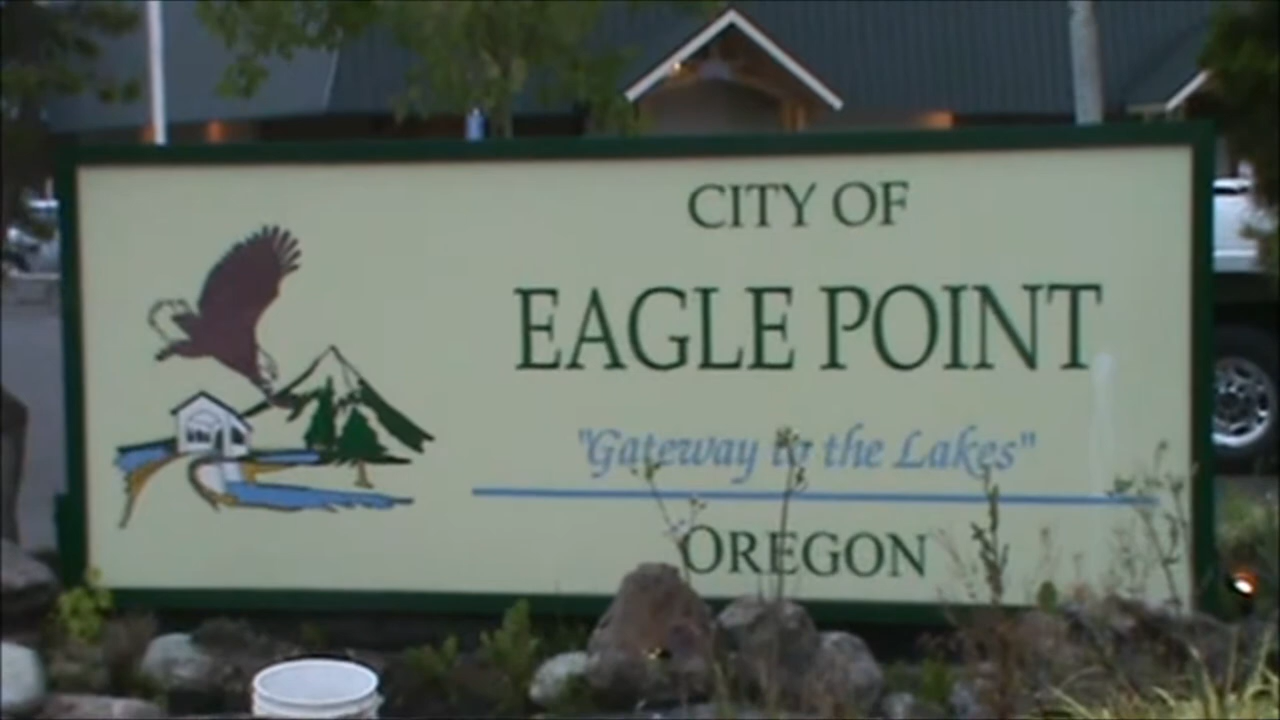 CITY OF
EAGLE POINT
"Gateway to the Lakes"
OREGON